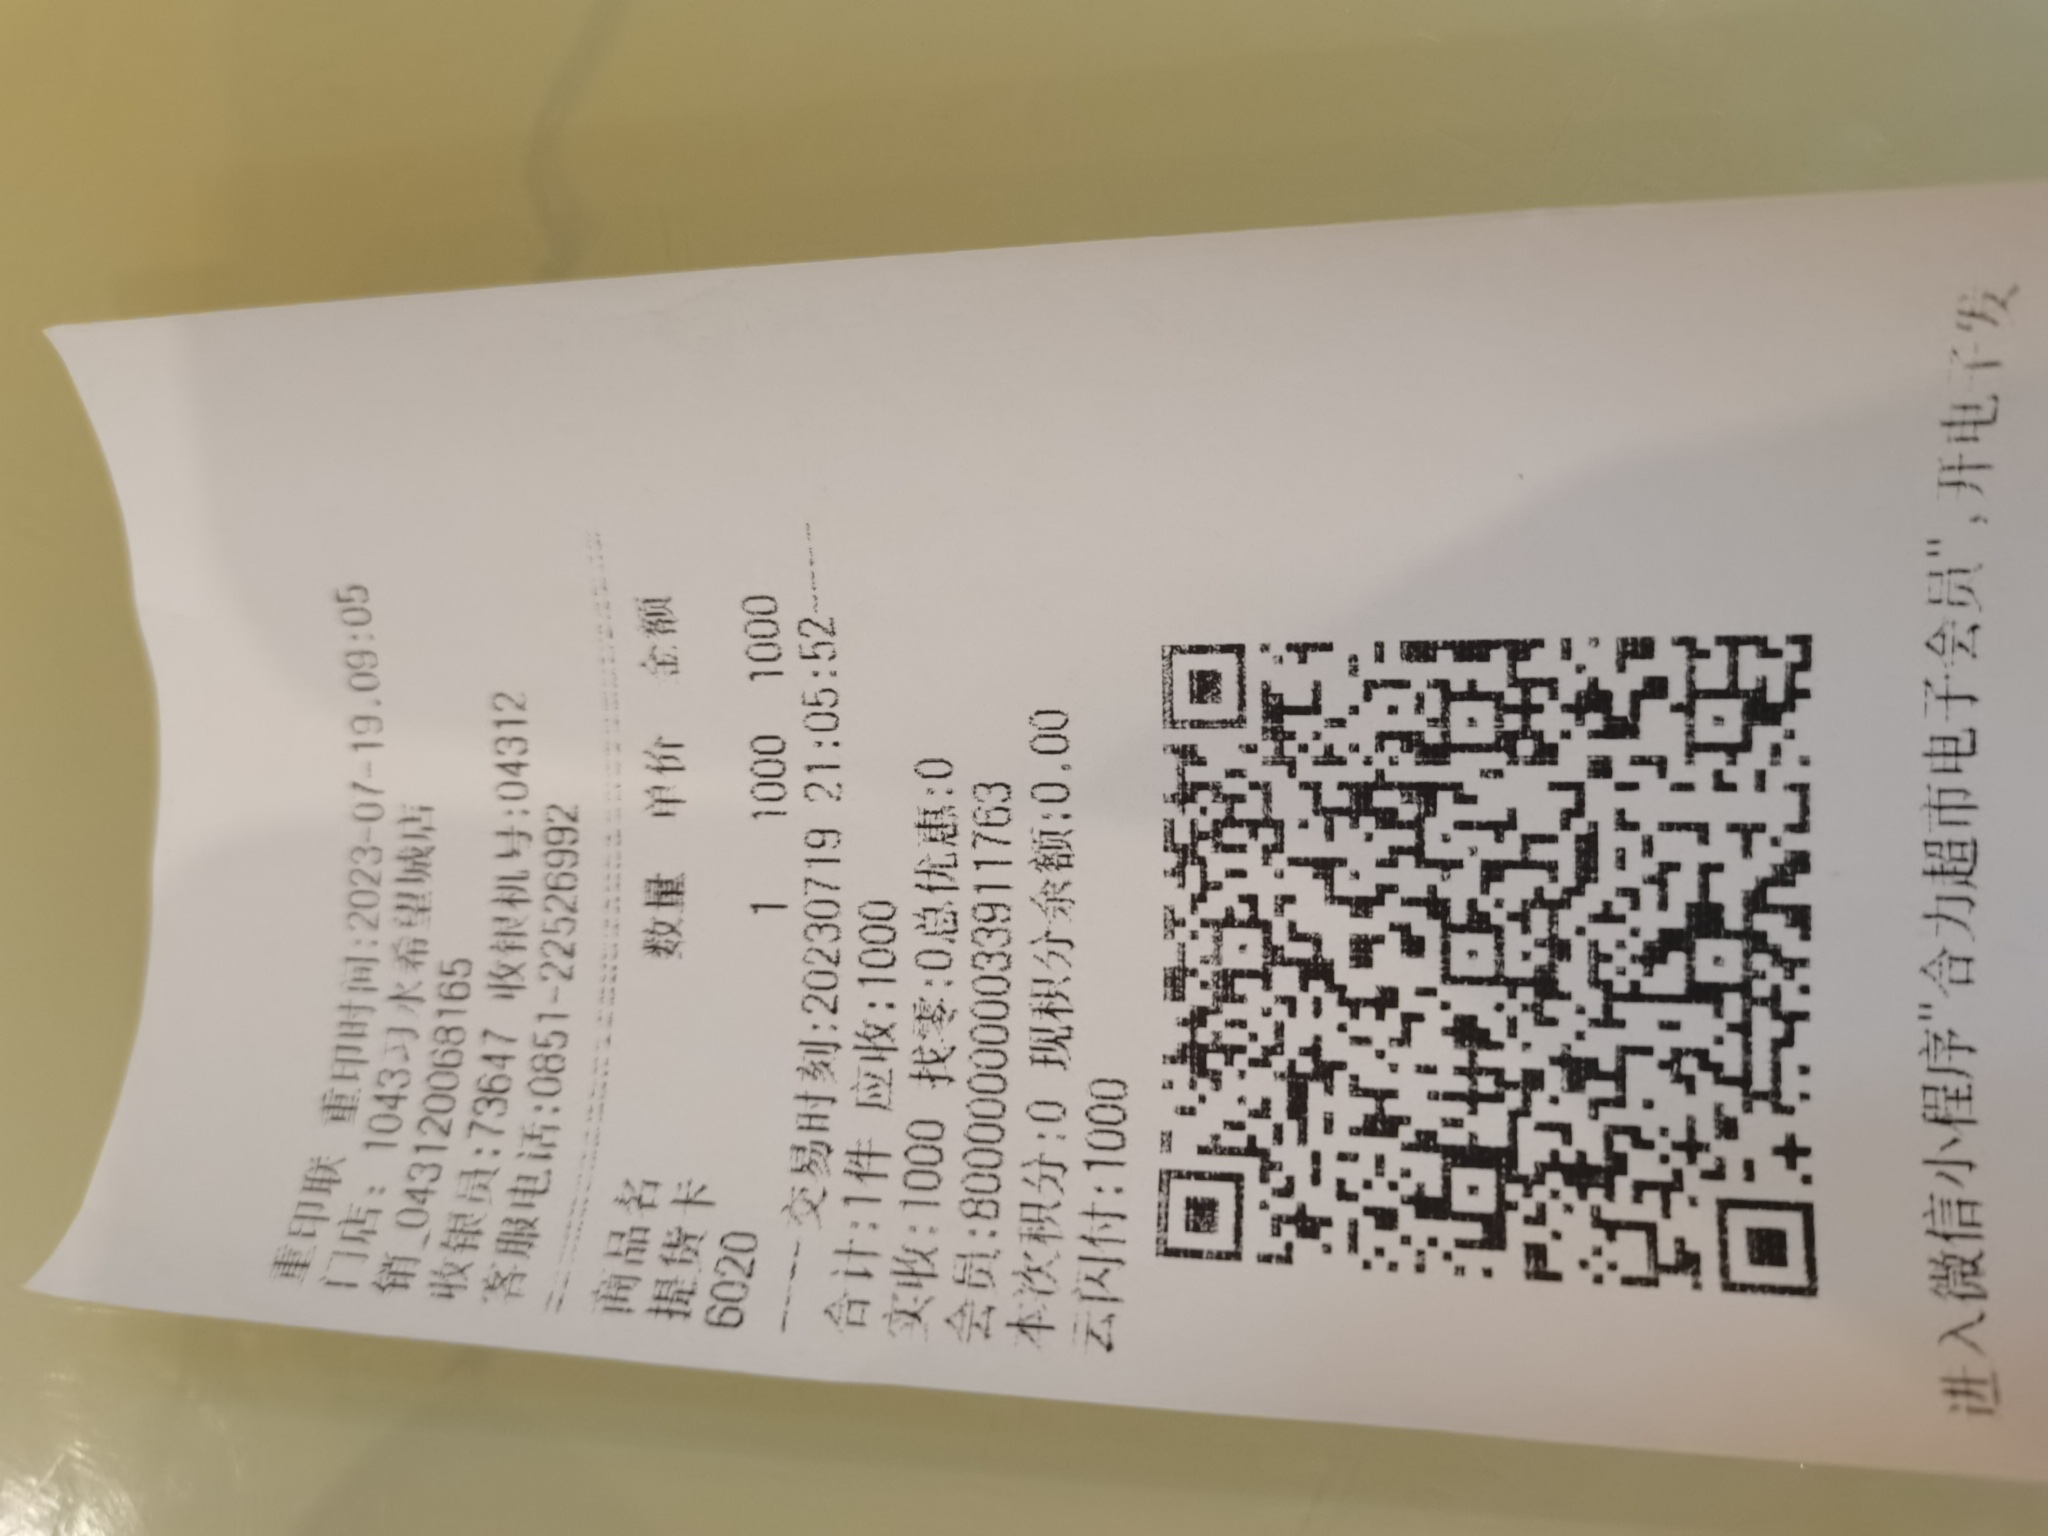 重印联 重印时间:2023-07-19.09:05
门店: 1043习水希望城店
销_043120068165
收银员:73647 收银机号:04312
客服电话:0851-22526992
商品名 数量 单价 金额
提货卡
6020 1 1000 1000
交易时刻:20230719 21:05:52
合计:1件 应收:1000
实收:1000 找零:0总优惠:0
会员:8000000000033911763
本次积分:0 现积分余额:0.00
云闪付:1000
进入微信小程序"合力超市电子会员",开电子发